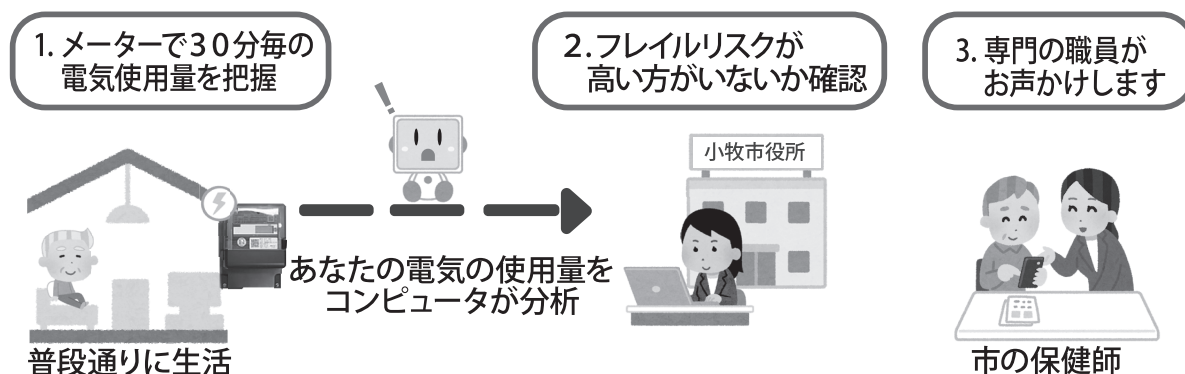 1. メーターで３０分毎の
電気使用量を把握
２. フレイルリスクが
高い方がいないか確認
3. 専門の職員が
お声かけします
小牧市役所
あなたの電気の使用量を
コンピュータが分析
普段通りに生活
市の保健師